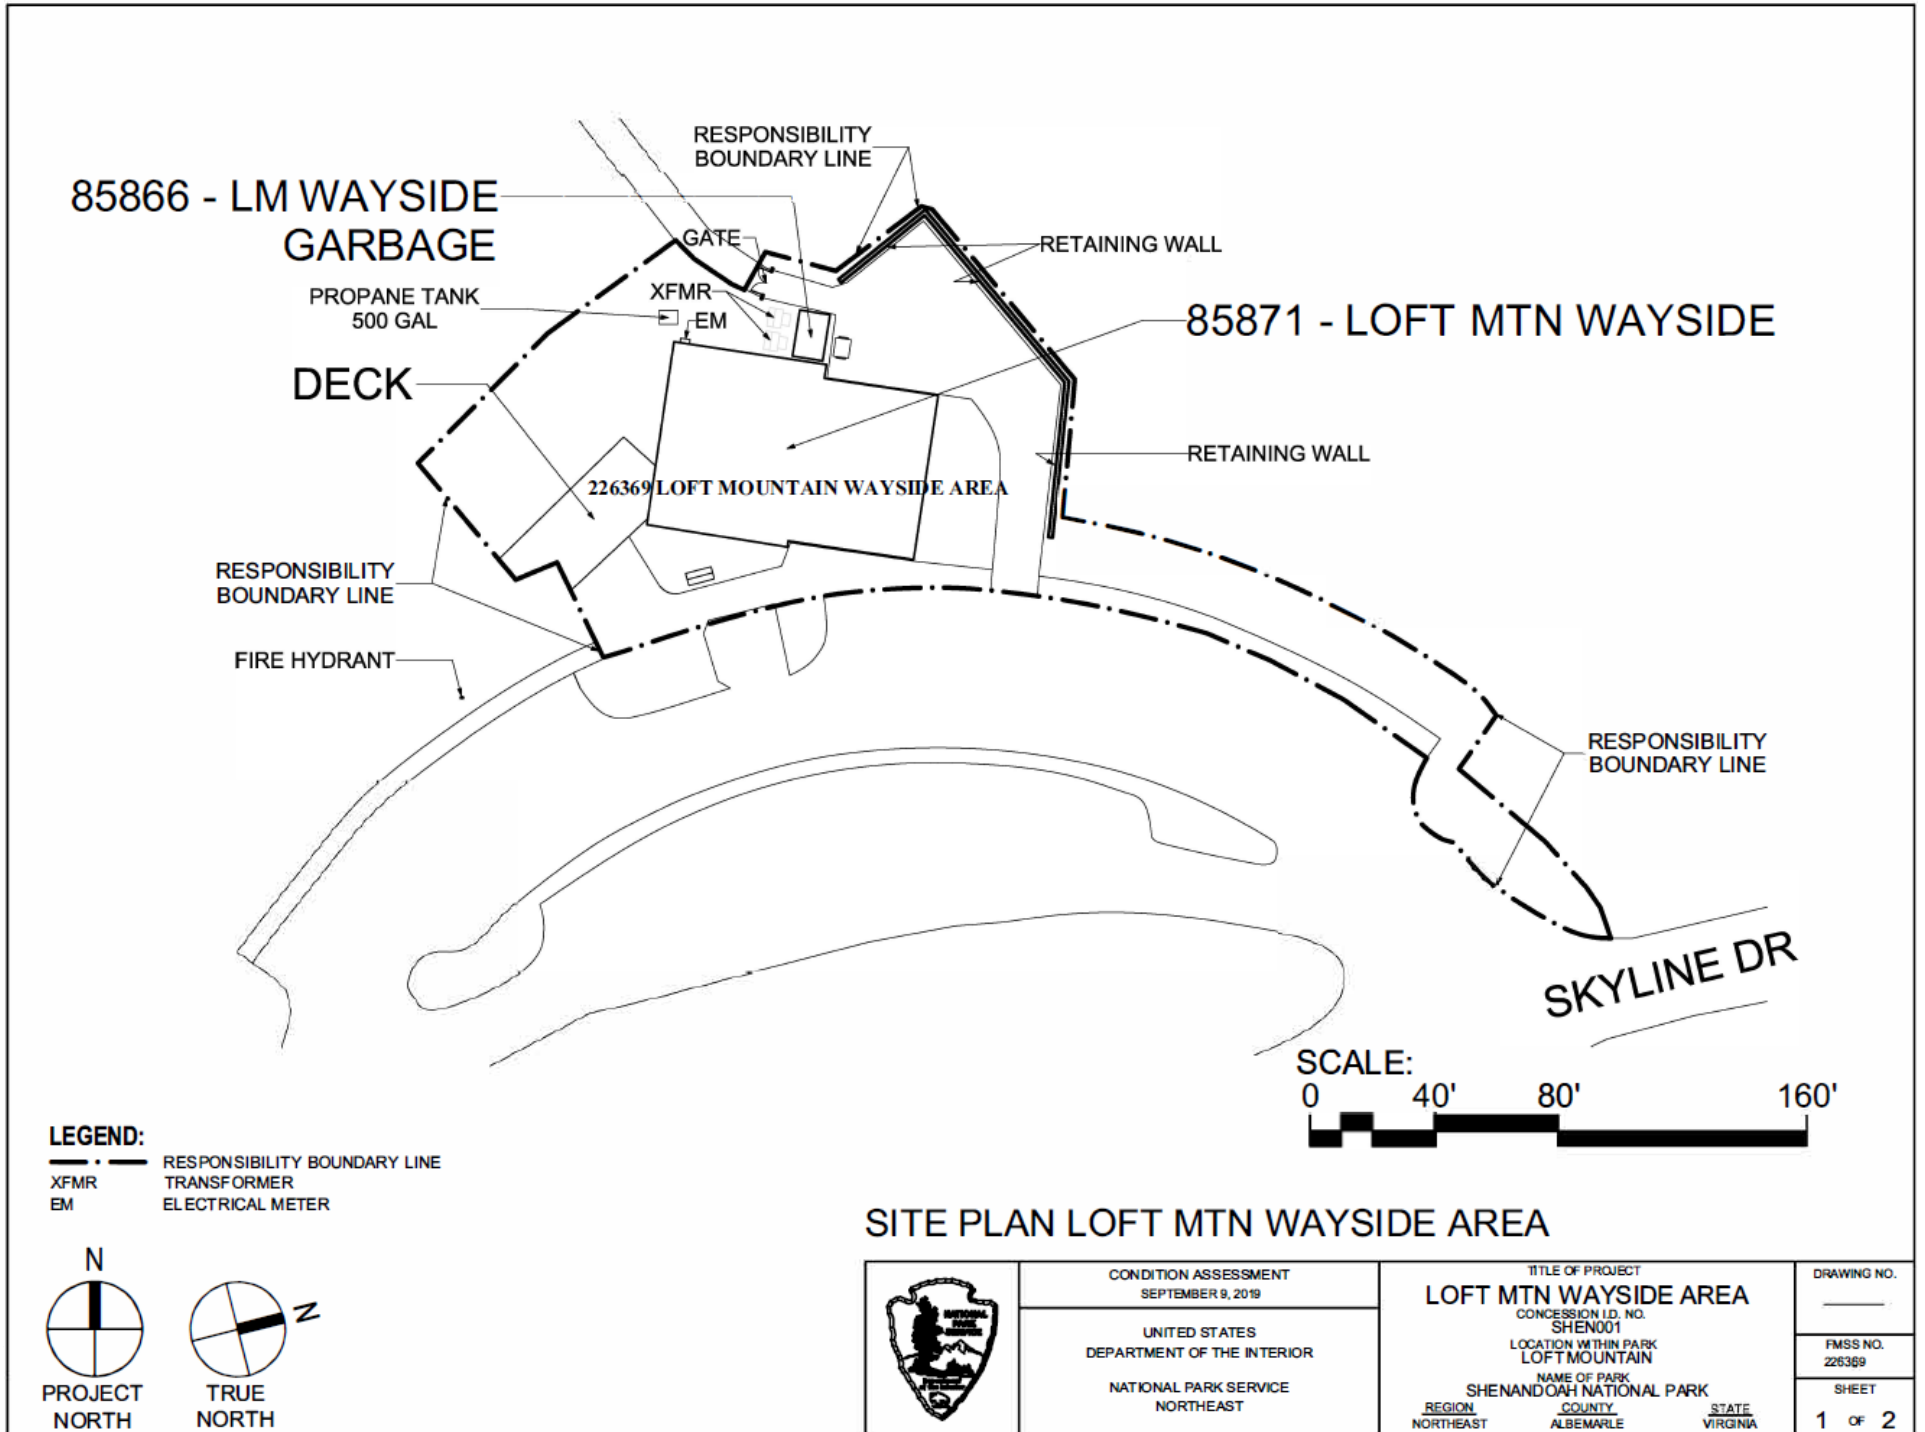 RESPONSIBILITY
BOUNDARY LINE
85866 - LM WAYSIDE
GARBAGE
GATE
RETAINING WALL
PROPANE TANK
500 GAL
XFMR
EM
85871 - LOFT MTN WAYSIDE
DECK
RETAINING WALL
226369 LOFT MOUNTAIN WAYSIDE AREA
RESPONSIBILITY
BOUNDARY LINE
FIRE HYDRANT
RESPONSIBILITY
BOUNDARY LINE
SKYLINE DR
SCALE:
0 40' 80' 160'
LEGEND:
RESPONSIBILITY BOUNDARY LINE
XFMR TRANSFORMER
EM ELECTRICAL METER
N
PROJECT
NORTH
N
TRUE
NORTH
SITE PLAN LOFT MTN WAYSIDE AREA
NATIONAL
PARK
SERVICE
CONDITION ASSESSMENT
SEPTEMBER 9, 2019
UNITED STATES
DEPARTMENT OF THE INTERIOR
NATIONAL PARK SERVICE
NORTHEAST
TITLE OF PROJECT
LOFT MTN WAYSIDE AREA
CONCESSION I.D. NO.
SHEN001
LOCATION WITHIN PARK
LOFT MOUNTAIN
NAME OF PARK
SHENANDOAH NATIONAL PARK
REGION COUNTY STATE
NORTHEAST ALBEMARLE VIRGINIA
DRAWING NO.
FMSS NO.
226369
SHEET
1 OF 2